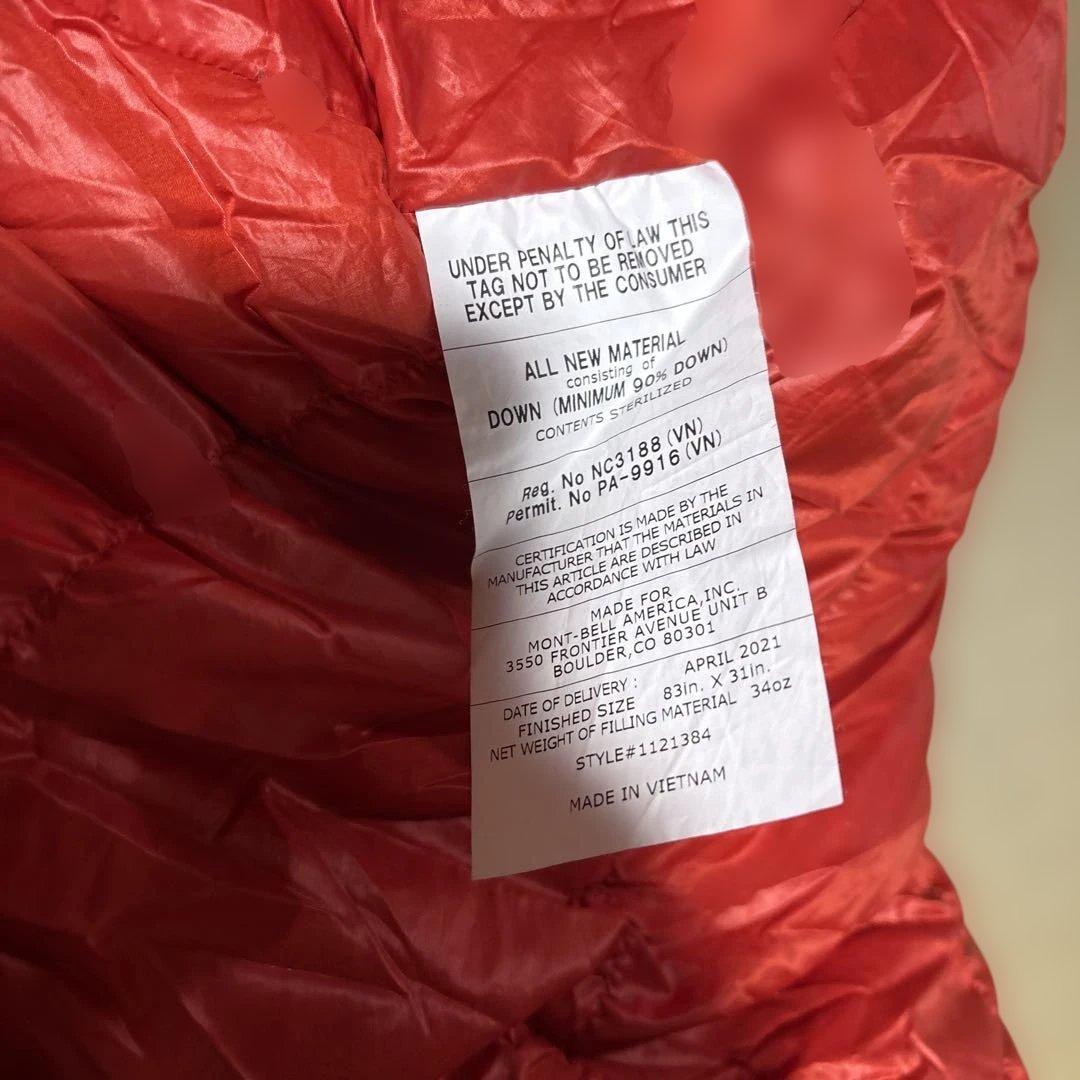 UNDER PENALTY OF LAW THIS
TAG NOT TO BE REMOVED
EXCEPT BY THE CONSUMER
ALL NEW MATERIAL
consisting of
DOWN (MINIMUM 90% DOWN)
CONTENTS STERILIZED
Reg. No NC3188 (VN)
Permit. No PA-9916 (VN)
CERTIFICATION IS MADE BY THE
MANUFACTURER THAT THE MATERIALS IN
THIS ARTICLE ARE DESCRIBED IN
ACCORDANCE WITH LAW
MADE FOR
MONT-BELL AMERICA,INC.
3550 FRONTIER AVENUE UNIT B
BOULDER,CO 80301
DATE OF DELIVERY : APRIL 2021
FINISHED SIZE 83in. X 31in.
NET WEIGHT OF FILLING MATERIAL 34oz
STYLE#1121384
MADE IN VIETNAM